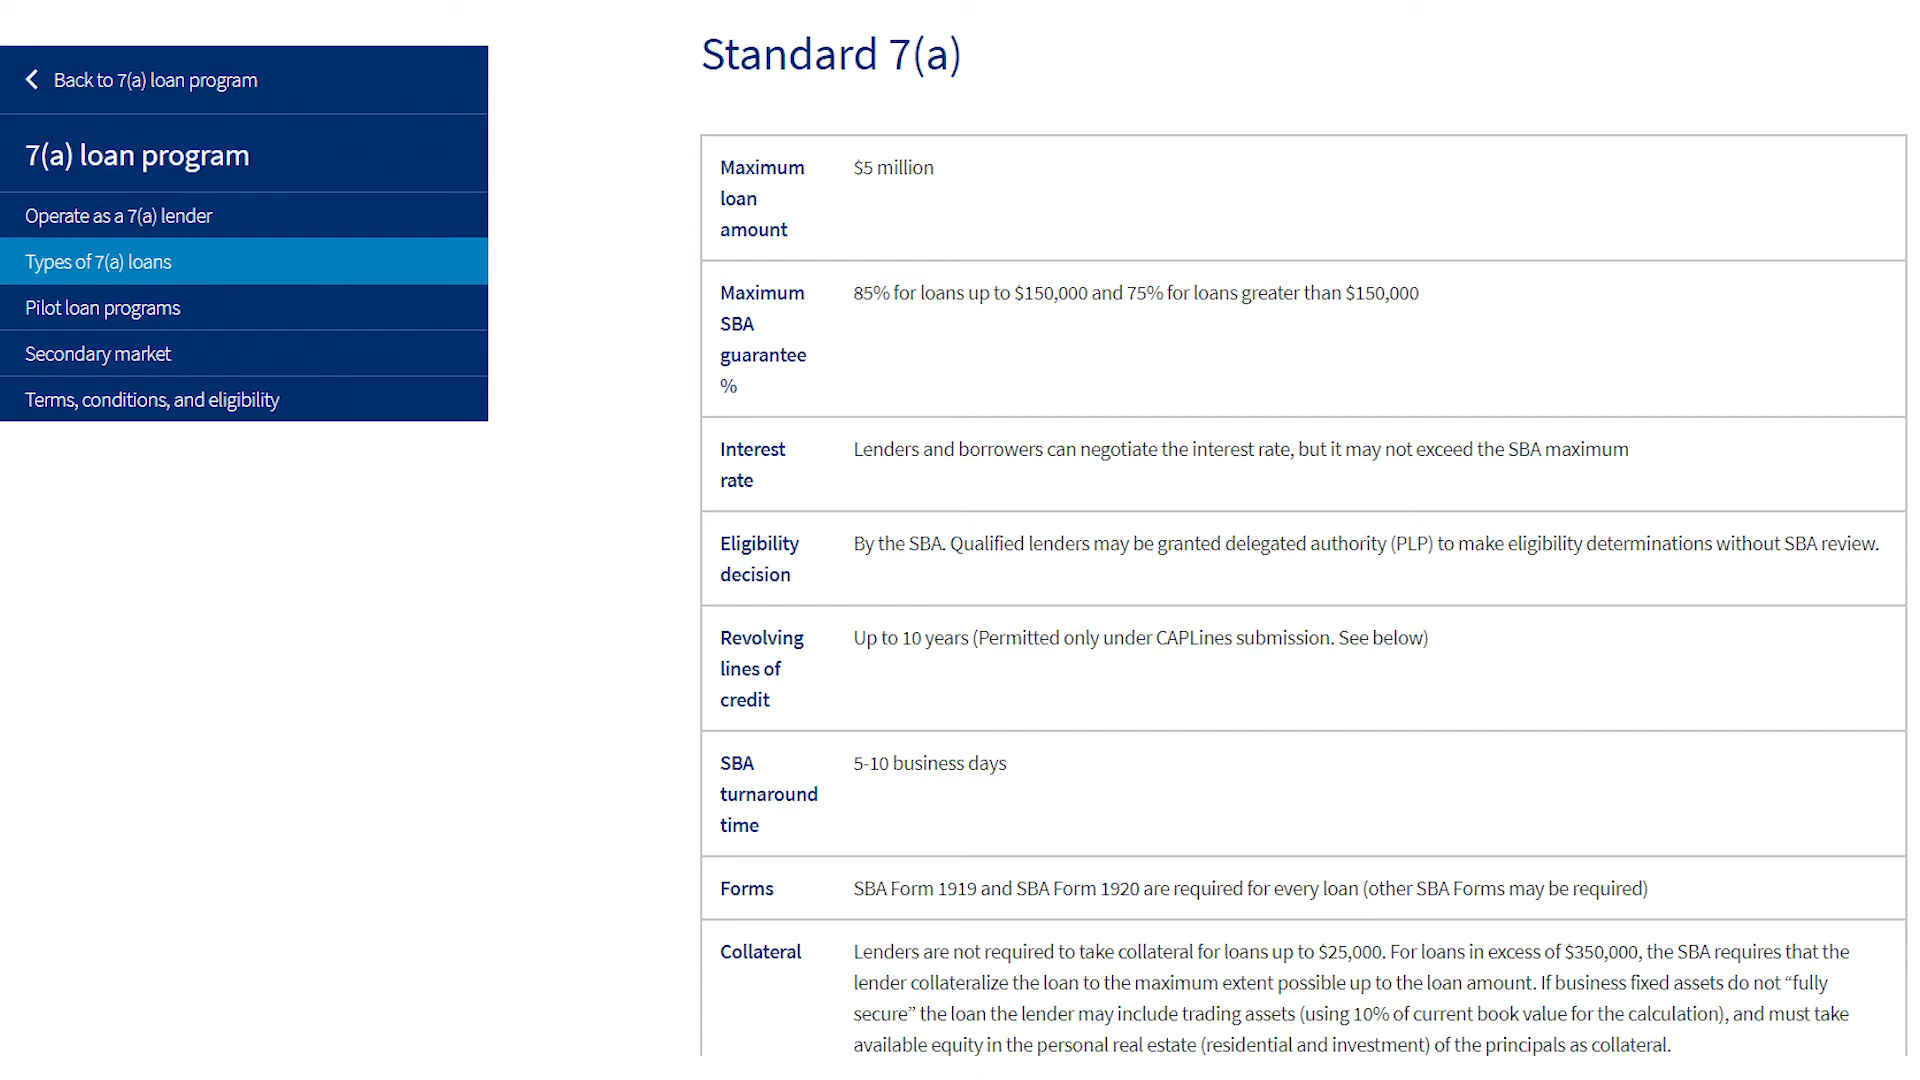 Back to 7(a) loan program
7(a) loan program
Operate as a 7(a) lender
Types of 7(a) loans
Pilot loan programs
Secondary market
Terms, conditions, and eligibility
Standard 7(a)
Maximum
loan
amount
$5 million
Maximum
SBA
guarantee
%
85% for loans up to $150,000 and 75% for loans greater than $150,000
Interest
rate
Lenders and borrowers can negotiate the interest rate, but it may not exceed the SBA maximum
Eligibility
decision
By the SBA. Qualified lenders may be granted delegated authority (PLP) to make eligibility determinations without SBA review.
Revolving
lines of
credit
Up to 10 years (Permitted only under CAPLines submission. See below)
SBA
turnaround
time
5-10 business days
Forms
SBA Form 1919 and SBA Form 1920 are required for every loan (other SBA Forms may be required)
Collateral
Lenders are not required to take collateral for loans up to $25,000. For loans in excess of $350,000, the SBA requires that the
lender collateralize the loan to the maximum extent possible up to the loan amount. If business fixed assets do not “fully
secure” the loan the lender may include trading assets (using 10% of current book value for the calculation), and must take
available equity in the personal real estate (residential and investment) of the principals as collateral.